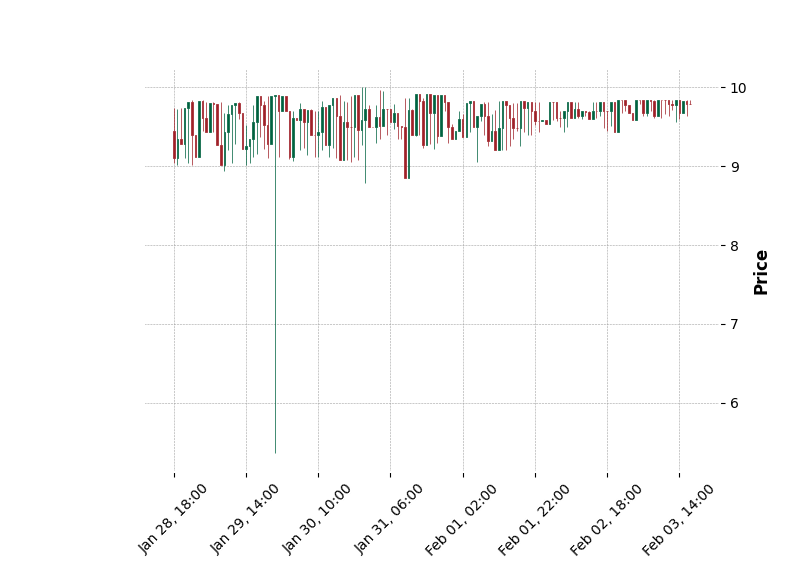 10
9
8
7
6
Price
Jan 28, 18:00
Jan 29, 14:00
Jan 30, 10:00
Jan 31, 06:00
Feb 01, 02:00
Feb 01, 22:00
Feb 02, 18:00
Feb 03, 14:00